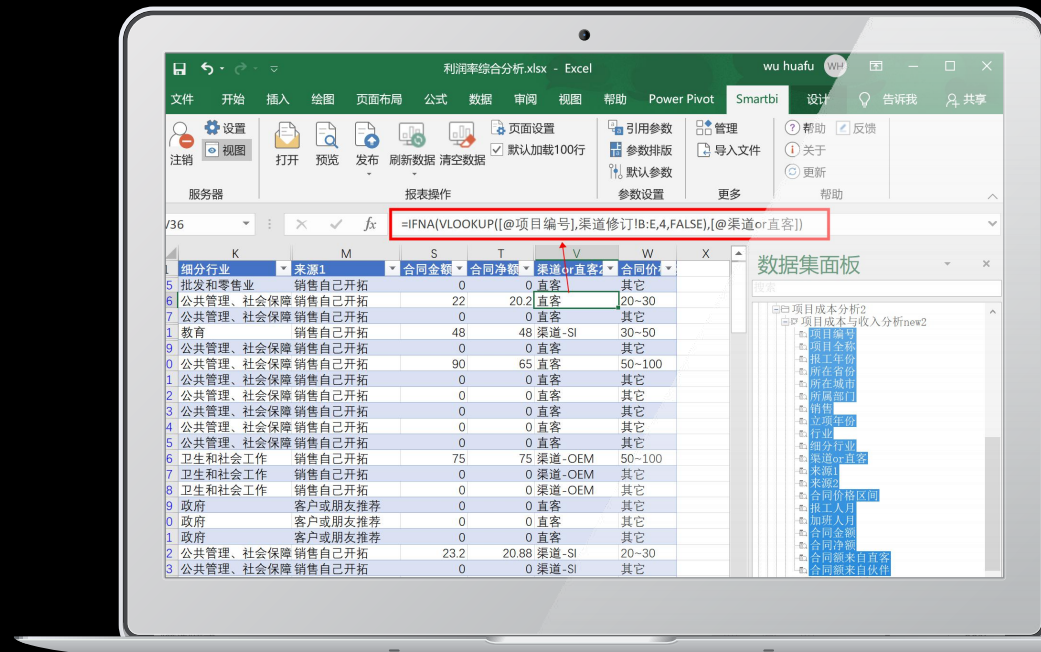 利润率综合分析.xlsx - Excel
wu huafu WH
文件 开始 插入 绘图 页面布局 公式 数据 审阅 视图 帮助 Power Pivot Smartbi 设计 告诉我 共享
注销 设置 视图 打开 预览 发布 刷新数据 清空数据 页面设置 默认加载100行 引用参数 参数排版 默认参数 管理 导入文件 帮助 反馈 关于 更新
服务器 报表操作 参数设置 更多 帮助
/36 fx =IFNA(VLOOKUP([@项目编号],渠道修订!B:E,4,FALSE),[@渠道or直客])
K M S T V W X
1 细分行业 来源1 合同金额 合同净额 渠道or直客2 合同价
5 批发和零售业 销售自己开拓 0 0 直客 其它
6 公共管理、社会保障 销售自己开拓 22 20.2 直客 20~30
7 公共管理、社会保障 销售自己开拓 0 0 直客 其它
1 教育 销售自己开拓 48 48 渠道-SI 30~50
9 公共管理、社会保障 销售自己开拓 0 0 直客 其它
0 公共管理、社会保障 销售自己开拓 90 65 直客 50~100
1 公共管理、社会保障 销售自己开拓 0 0 直客 其它
2 公共管理、社会保障 销售自己开拓 0 0 直客 其它
3 公共管理、社会保障 销售自己开拓 0 0 直客 其它
4 公共管理、社会保障 销售自己开拓 0 0 直客 其它
5 公共管理、社会保障 销售自己开拓 0 0 直客 其它
6 卫生和社会工作 销售自己开拓 75 75 渠道-OEM 50~100
7 卫生和社会工作 销售自己开拓 0 0 渠道-OEM 其它
8 卫生和社会工作 销售自己开拓 0 0 渠道-OEM 其它
9 政府 客户或朋友推荐 0 0 直客 其它
0 政府 客户或朋友推荐 0 0 直客 其它
1 政府 客户或朋友推荐 0 0 直客 其它
2 公共管理、社会保障 销售自己开拓 23.2 20.88 渠道-SI 20~30
3 公共管理、社会保障 销售自己开拓 0 0 渠道-SI 其它
数据集面板
搜索
项目成本分析2
项目成本与收入分析new2
项目编号
项目全称
报工年份
所在省份
所在城市
所属部门
销售
立项年份
行业
细分行业
渠道or直客
来源1
来源2
合同价格区间
报工人月
加班人月
合同金额
合同净额
合同额来自直客
合同额来自伙伴